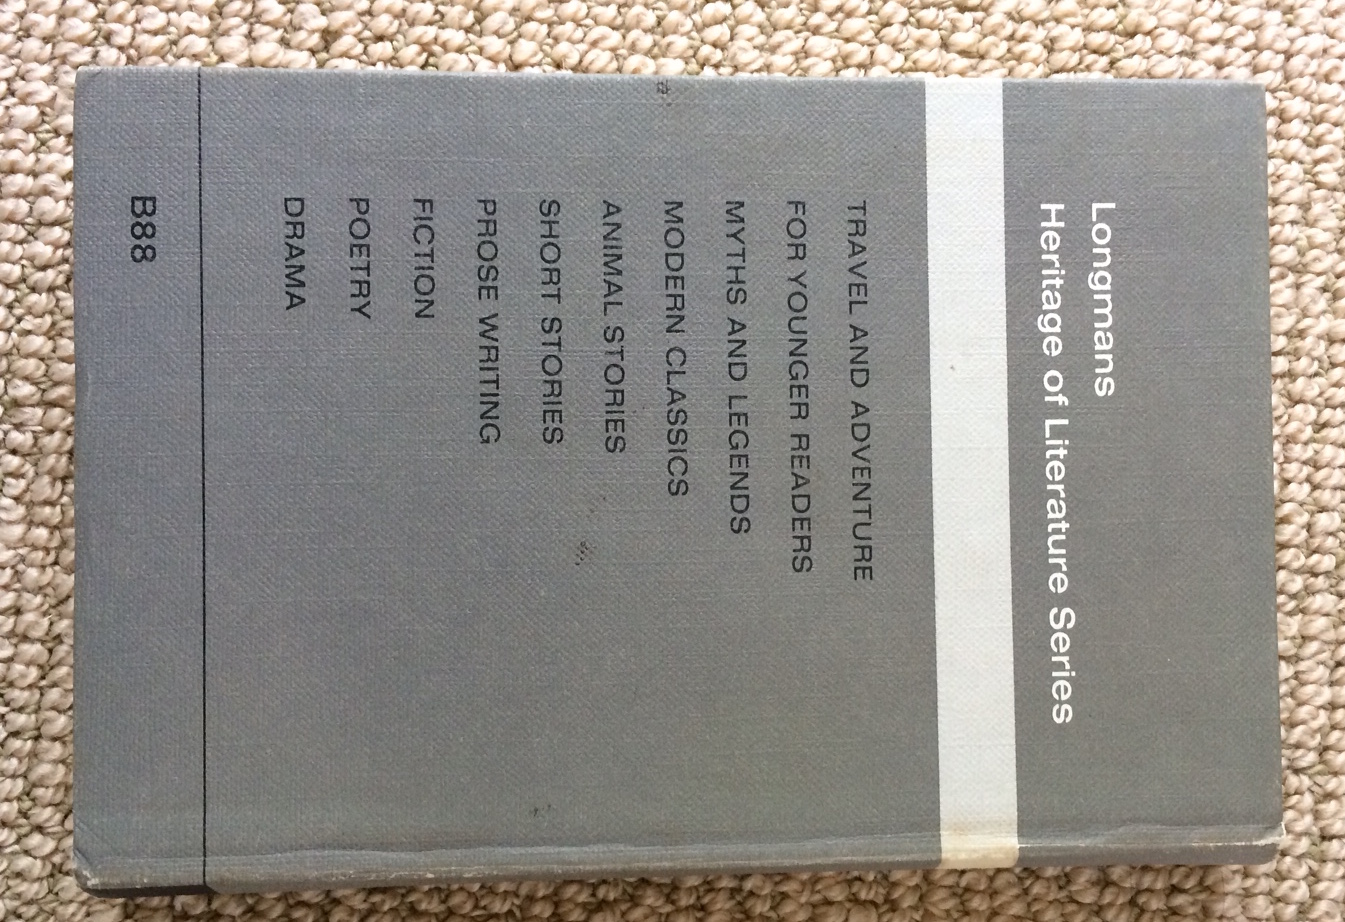 Longmans
Heritage of Literature Series
TRAVEL AND ADVENTURE
FOR YOUNGER READERS
MYTHS AND LEGENDS
MODERN CLASSICS
ANIMAL STORIES
SHORT STORIES
PROSE WRITING
FICTION
POETRY
DRAMA
B88